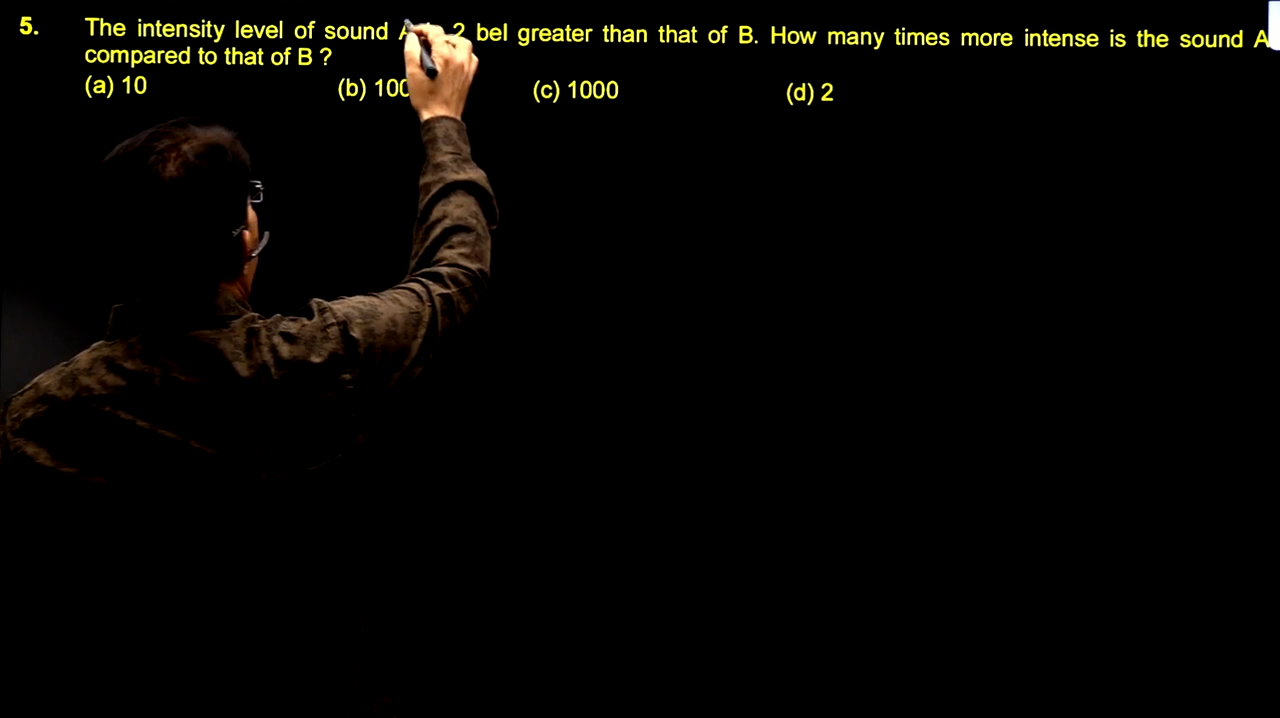 5. The intensity level of sound A 2 bel greater than that of B. How many times more intense is the sound A
compared to that of B ?
(a) 10 (b) 100 (c) 1000 (d) 2